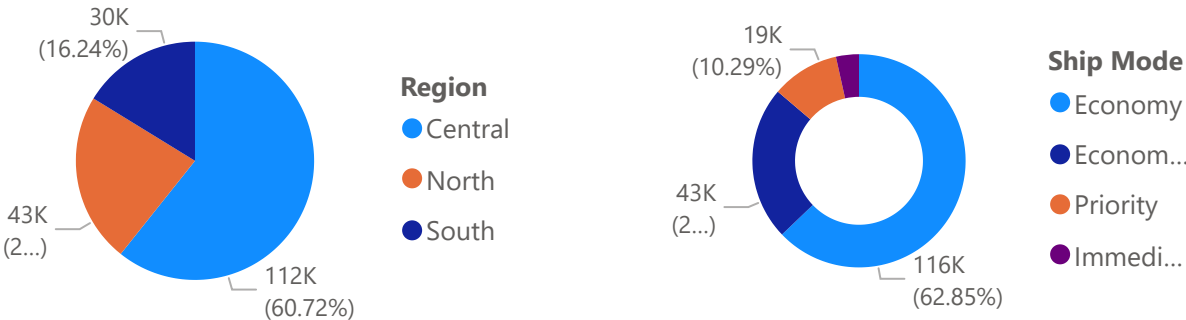 30K
(16.24%)
43K
(2...)
112K
(60.72%)
Region
Central
North
South
19K
(10.29%)
43K
(2...)
116K
(62.85%)
Ship Mode
Economy
Econom...
Priority
Immedi...